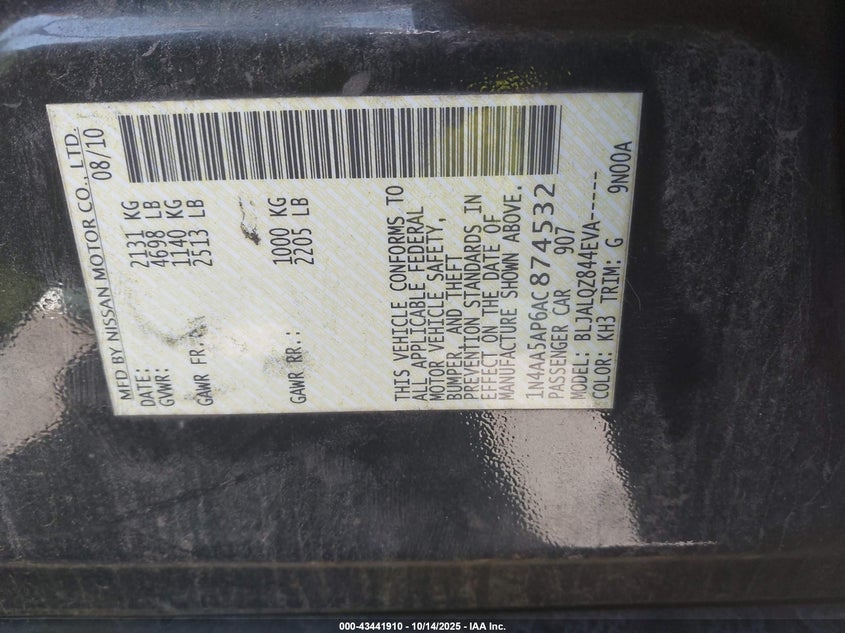 MFD BY NISSAN MOTOR CO., LTD.
DATE: 08/10
GVWR: 2131 KG
4698 LB
GAWR FR.: 1140 KG
2513 LB
GAWR RR.: 1000 KG
2205 LB
THIS VEHICLE CONFORMS TO
ALL APPLICABLE FEDERAL
MOTOR VEHICLE SAFETY,
BUMPER, AND THEFT
PREVENTION STANDARDS IN
EFFECT ON THE DATE OF
MANUFACTURE SHOWN ABOVE.
1N4AA5AP6AC874532
PASSENGER CAR 907
MODEL: BLJALQZ844EVA-----
COLOR: KH3 TRIM: G 9N00A
000-43441910 - 10/14/2025 - IAA Inc.